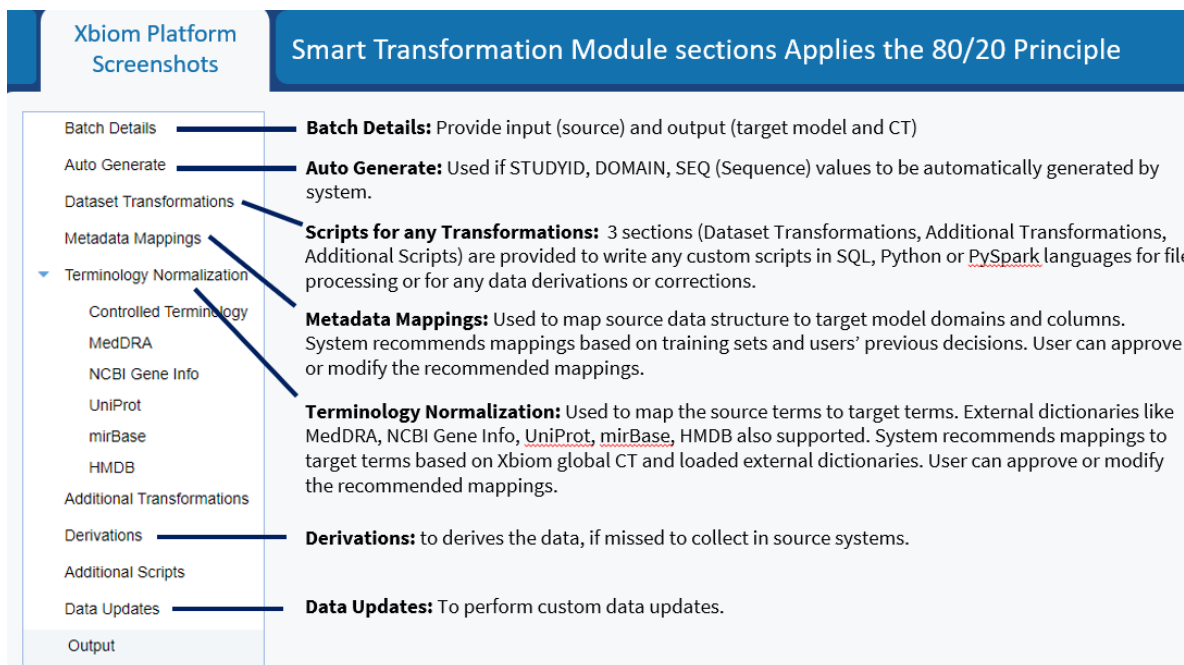 Xbiom Platform
Screenshots
Smart Transformation Module sections Applies the 80/20 Principle
Batch Details
Auto Generate
Dataset Transformations
Metadata Mappings
Terminology Normalization
Controlled Terminology
MedDRA
NCBI Gene Info
UniProt
mirBase
HMDB
Additional Transformations
Derivations
Additional Scripts
Data Updates
Output
Batch Details: Provide input (source) and output (target model and CT)
Auto Generate: Used if STUDYID, DOMAIN, SEQ (Sequence) values to be automatically generated by
system.
Scripts for any Transformations: 3 sections (Dataset Transformations, Additional Transformations,
Additional Scripts) are provided to write any custom scripts in SQL, Python or PySpark languages for file
processing or for any data derivations or corrections.
Metadata Mappings: Used to map source data structure to target model domains and columns.
System recommends mappings based on training sets and users’ previous decisions. User can approve
or modify the recommended mappings.
Terminology Normalization: Used to map the source terms to target terms. External dictionaries like
MedDRA, NCBI Gene Info, UniProt, mirBase, HMDB also supported. System recommends mappings to
target terms based on Xbiom global CT and loaded external dictionaries. User can approve or modify
the recommended mappings.
Derivations: to derives the data, if missed to collect in source systems.
Data Updates: To perform custom data updates.